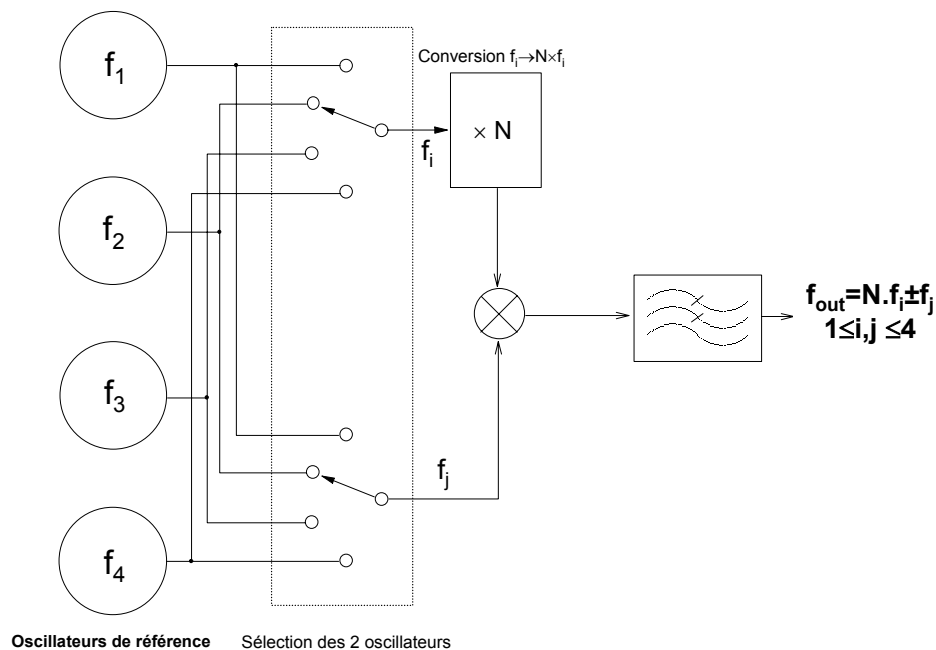 f₁
f₂
f₃
f₄
Conversion fᵢ→N×fᵢ
× N
fᵢ
fⱼ
f_out=N.fᵢ±fⱼ
1≤i,j ≤4
Oscillateurs de référence
Sélection des 2 oscillateurs